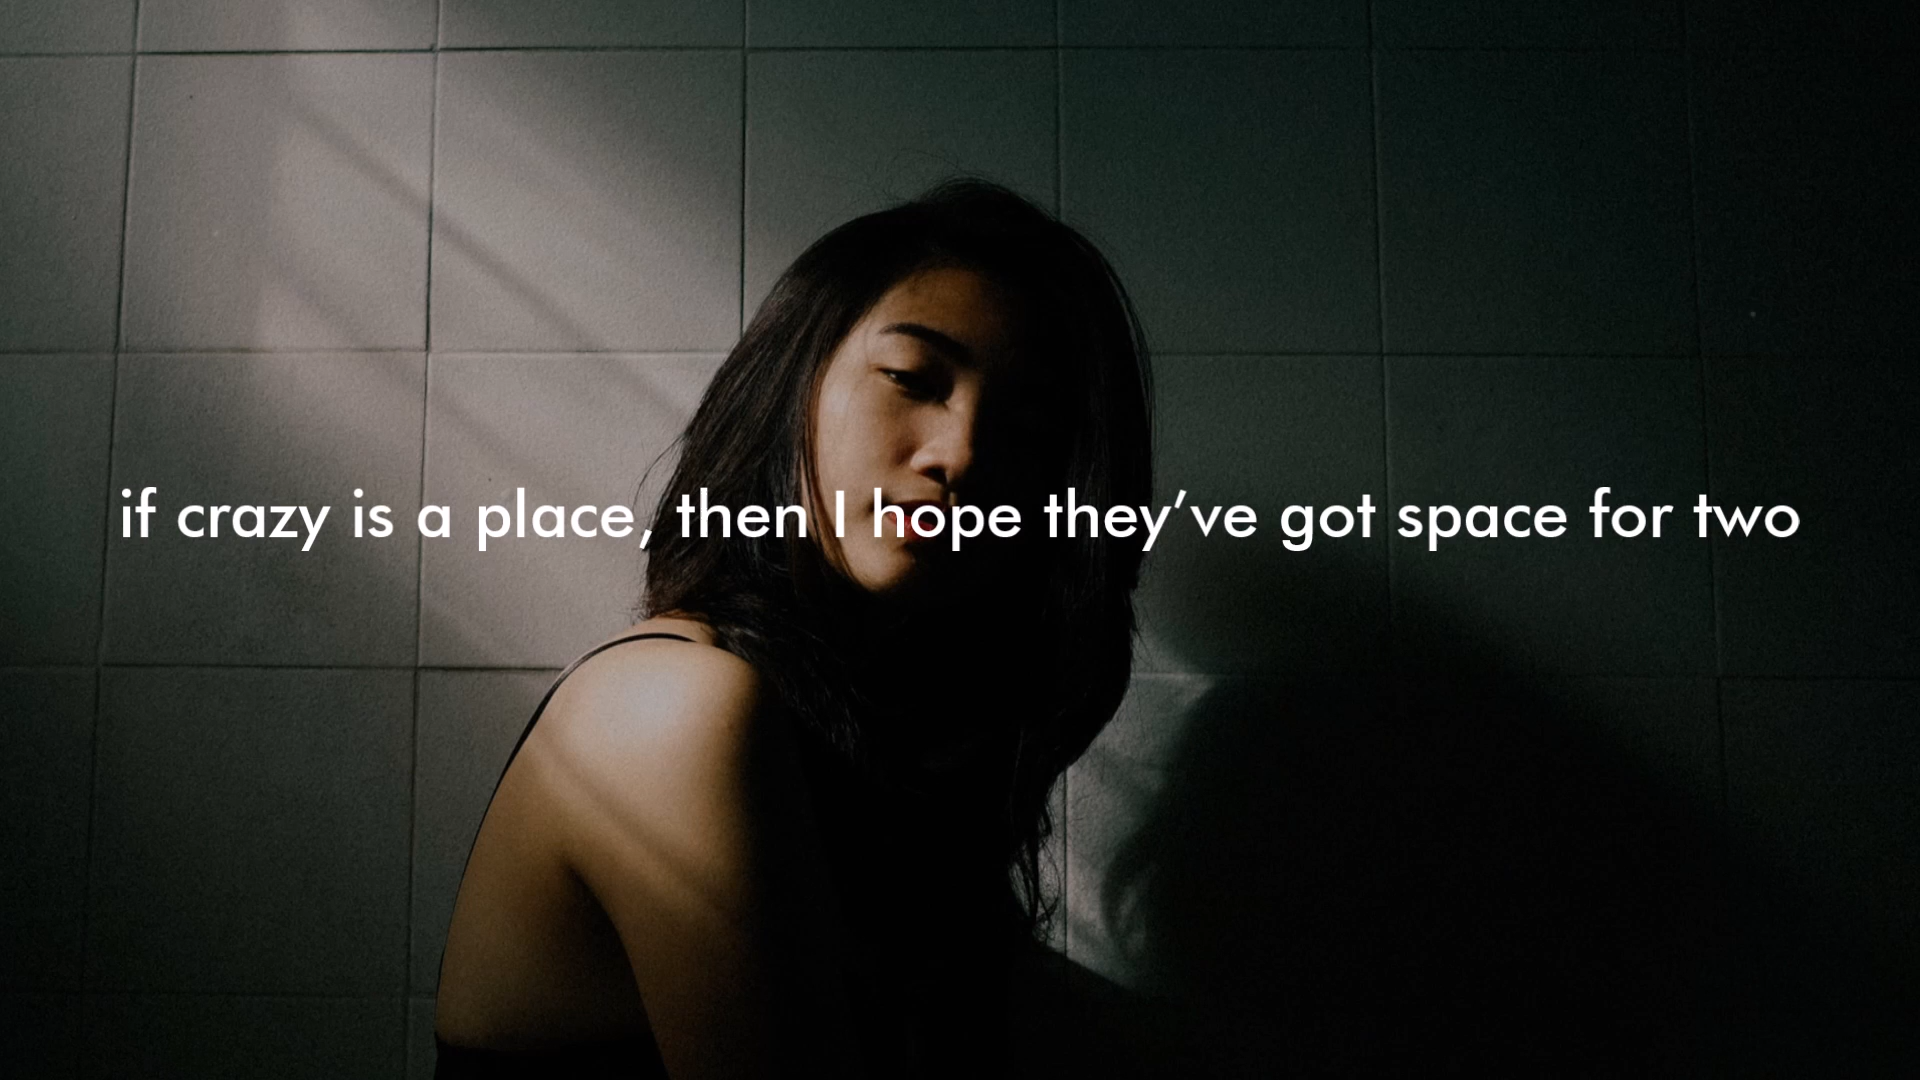 if crazy is a place, then I hope they’ve got space for two